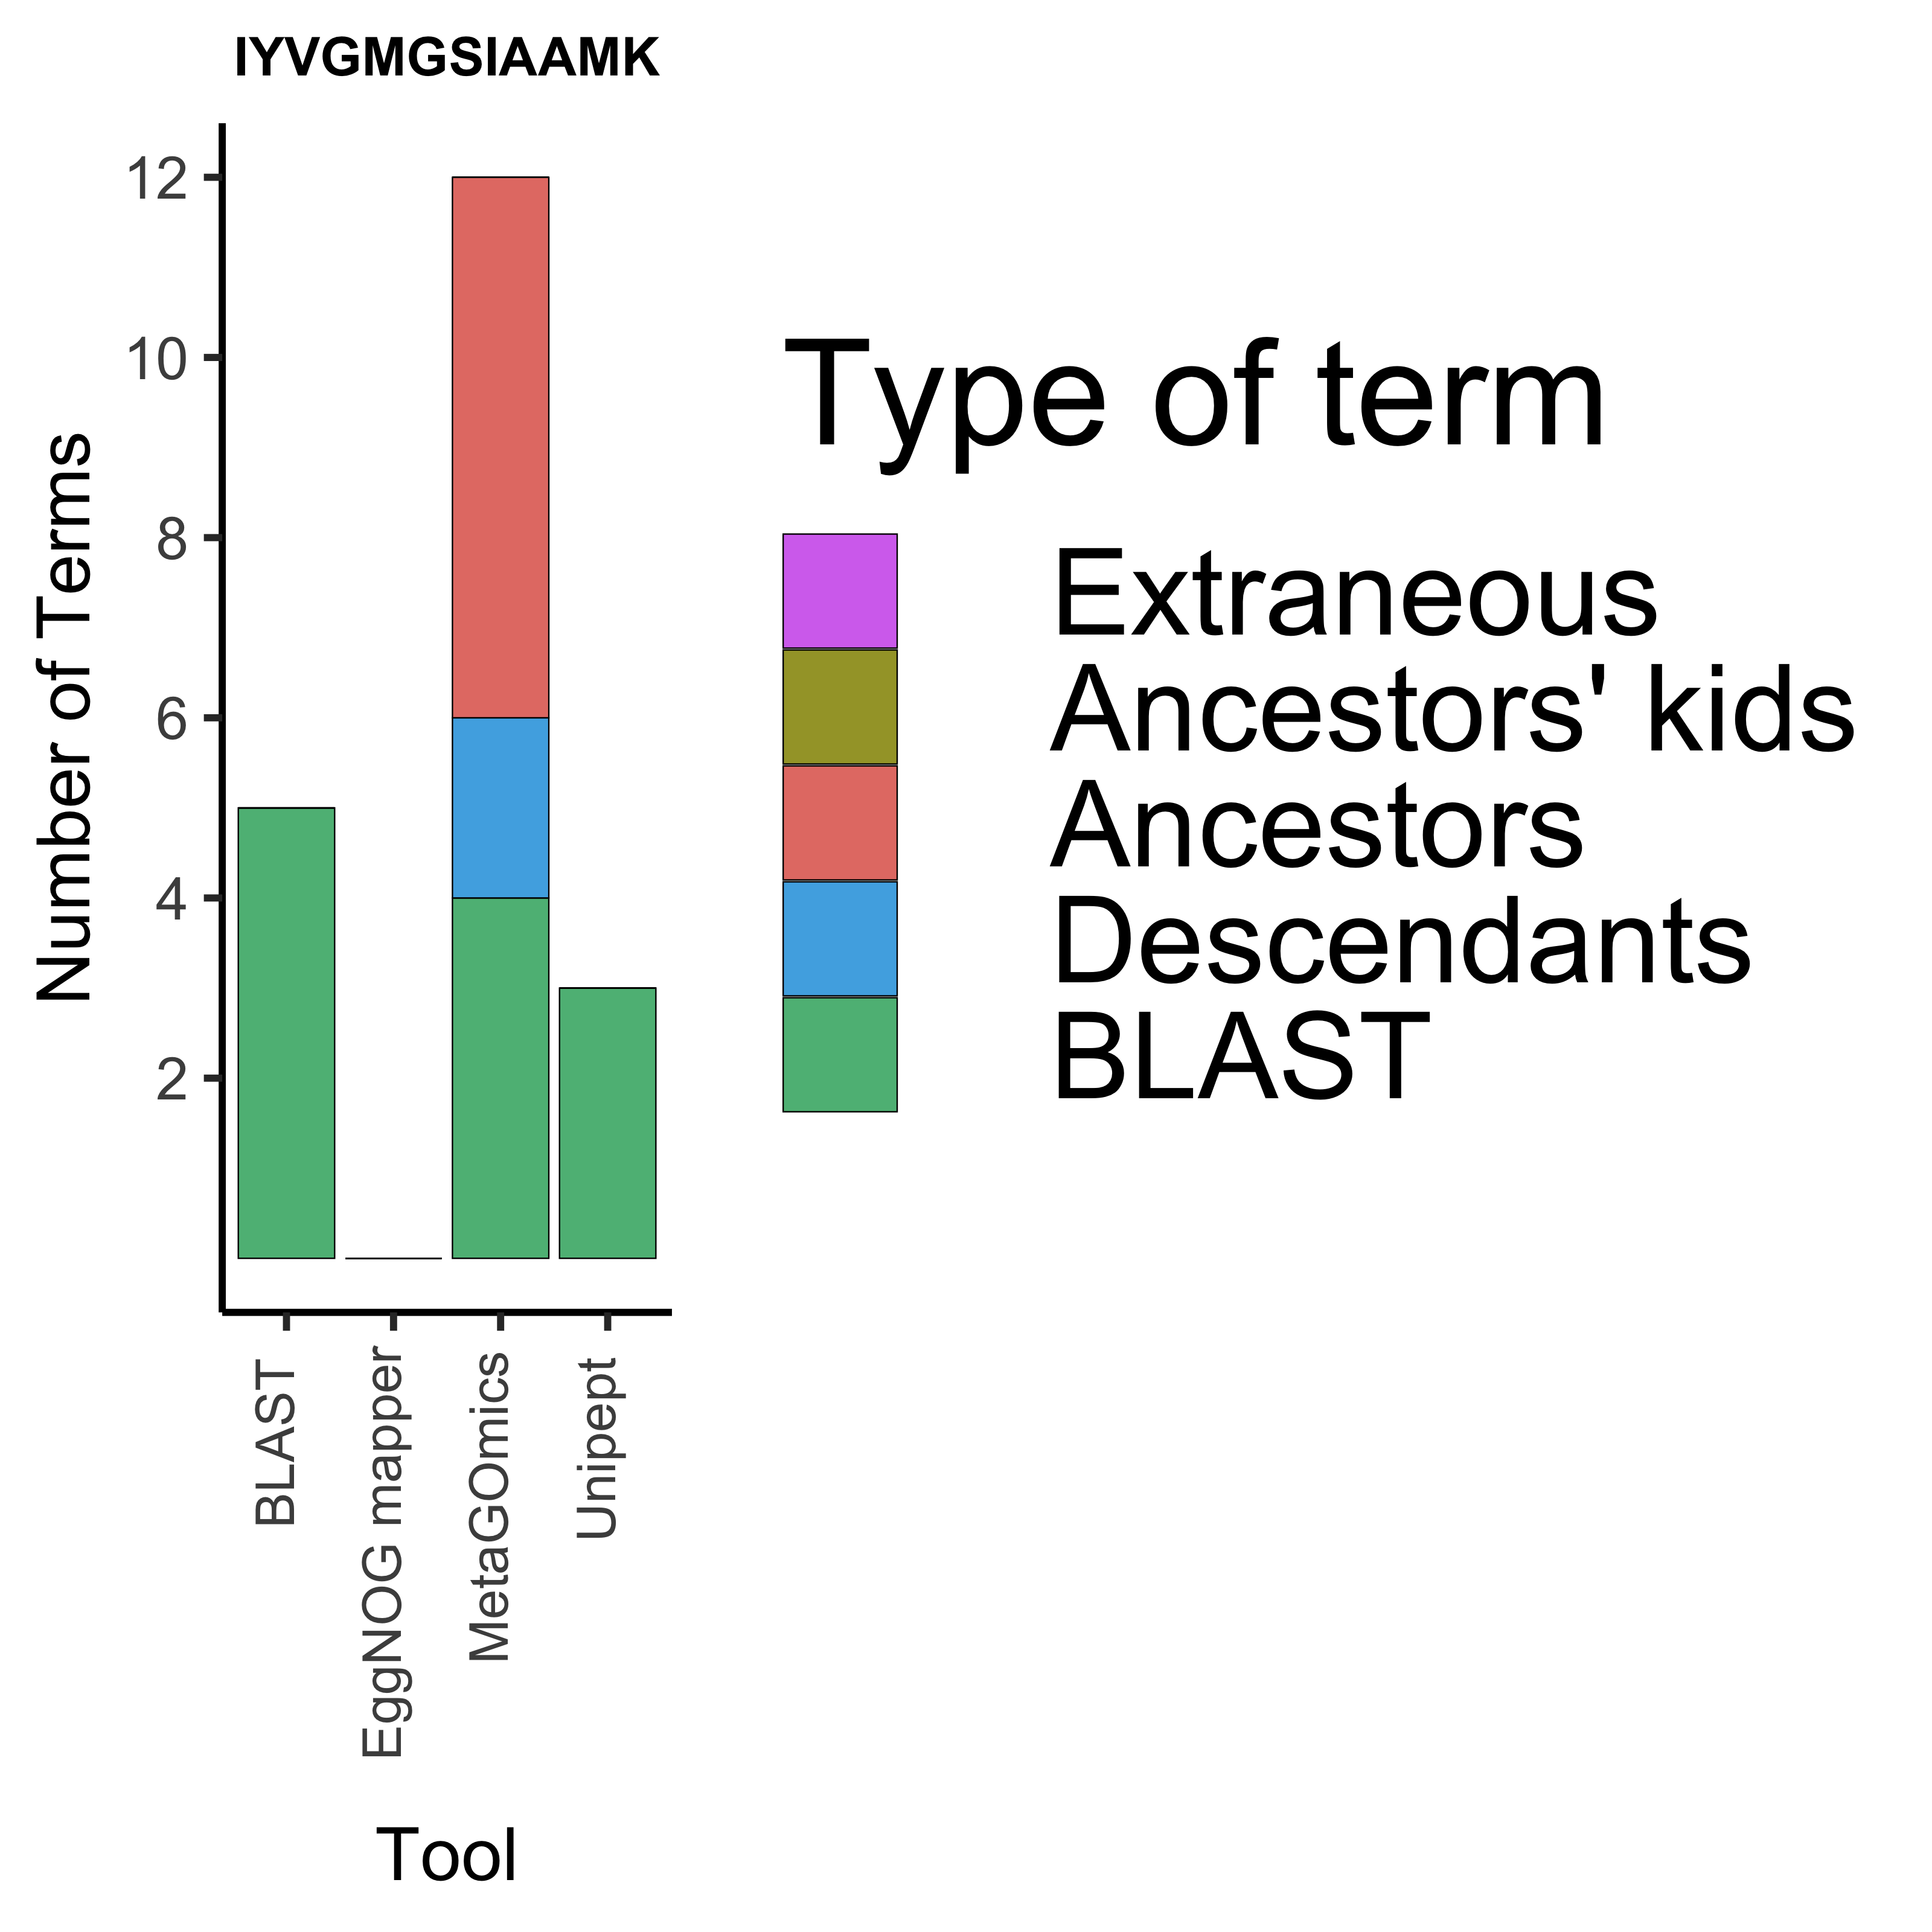 IYVGMGSIAAMK
Number of Terms
12
10
8
6
4
2
BLAST
EggNOG mapper
MetaGOmics
Unipept
Tool
Type of term
Extraneous
Ancestors' kids
Ancestors
Descendants
BLAST